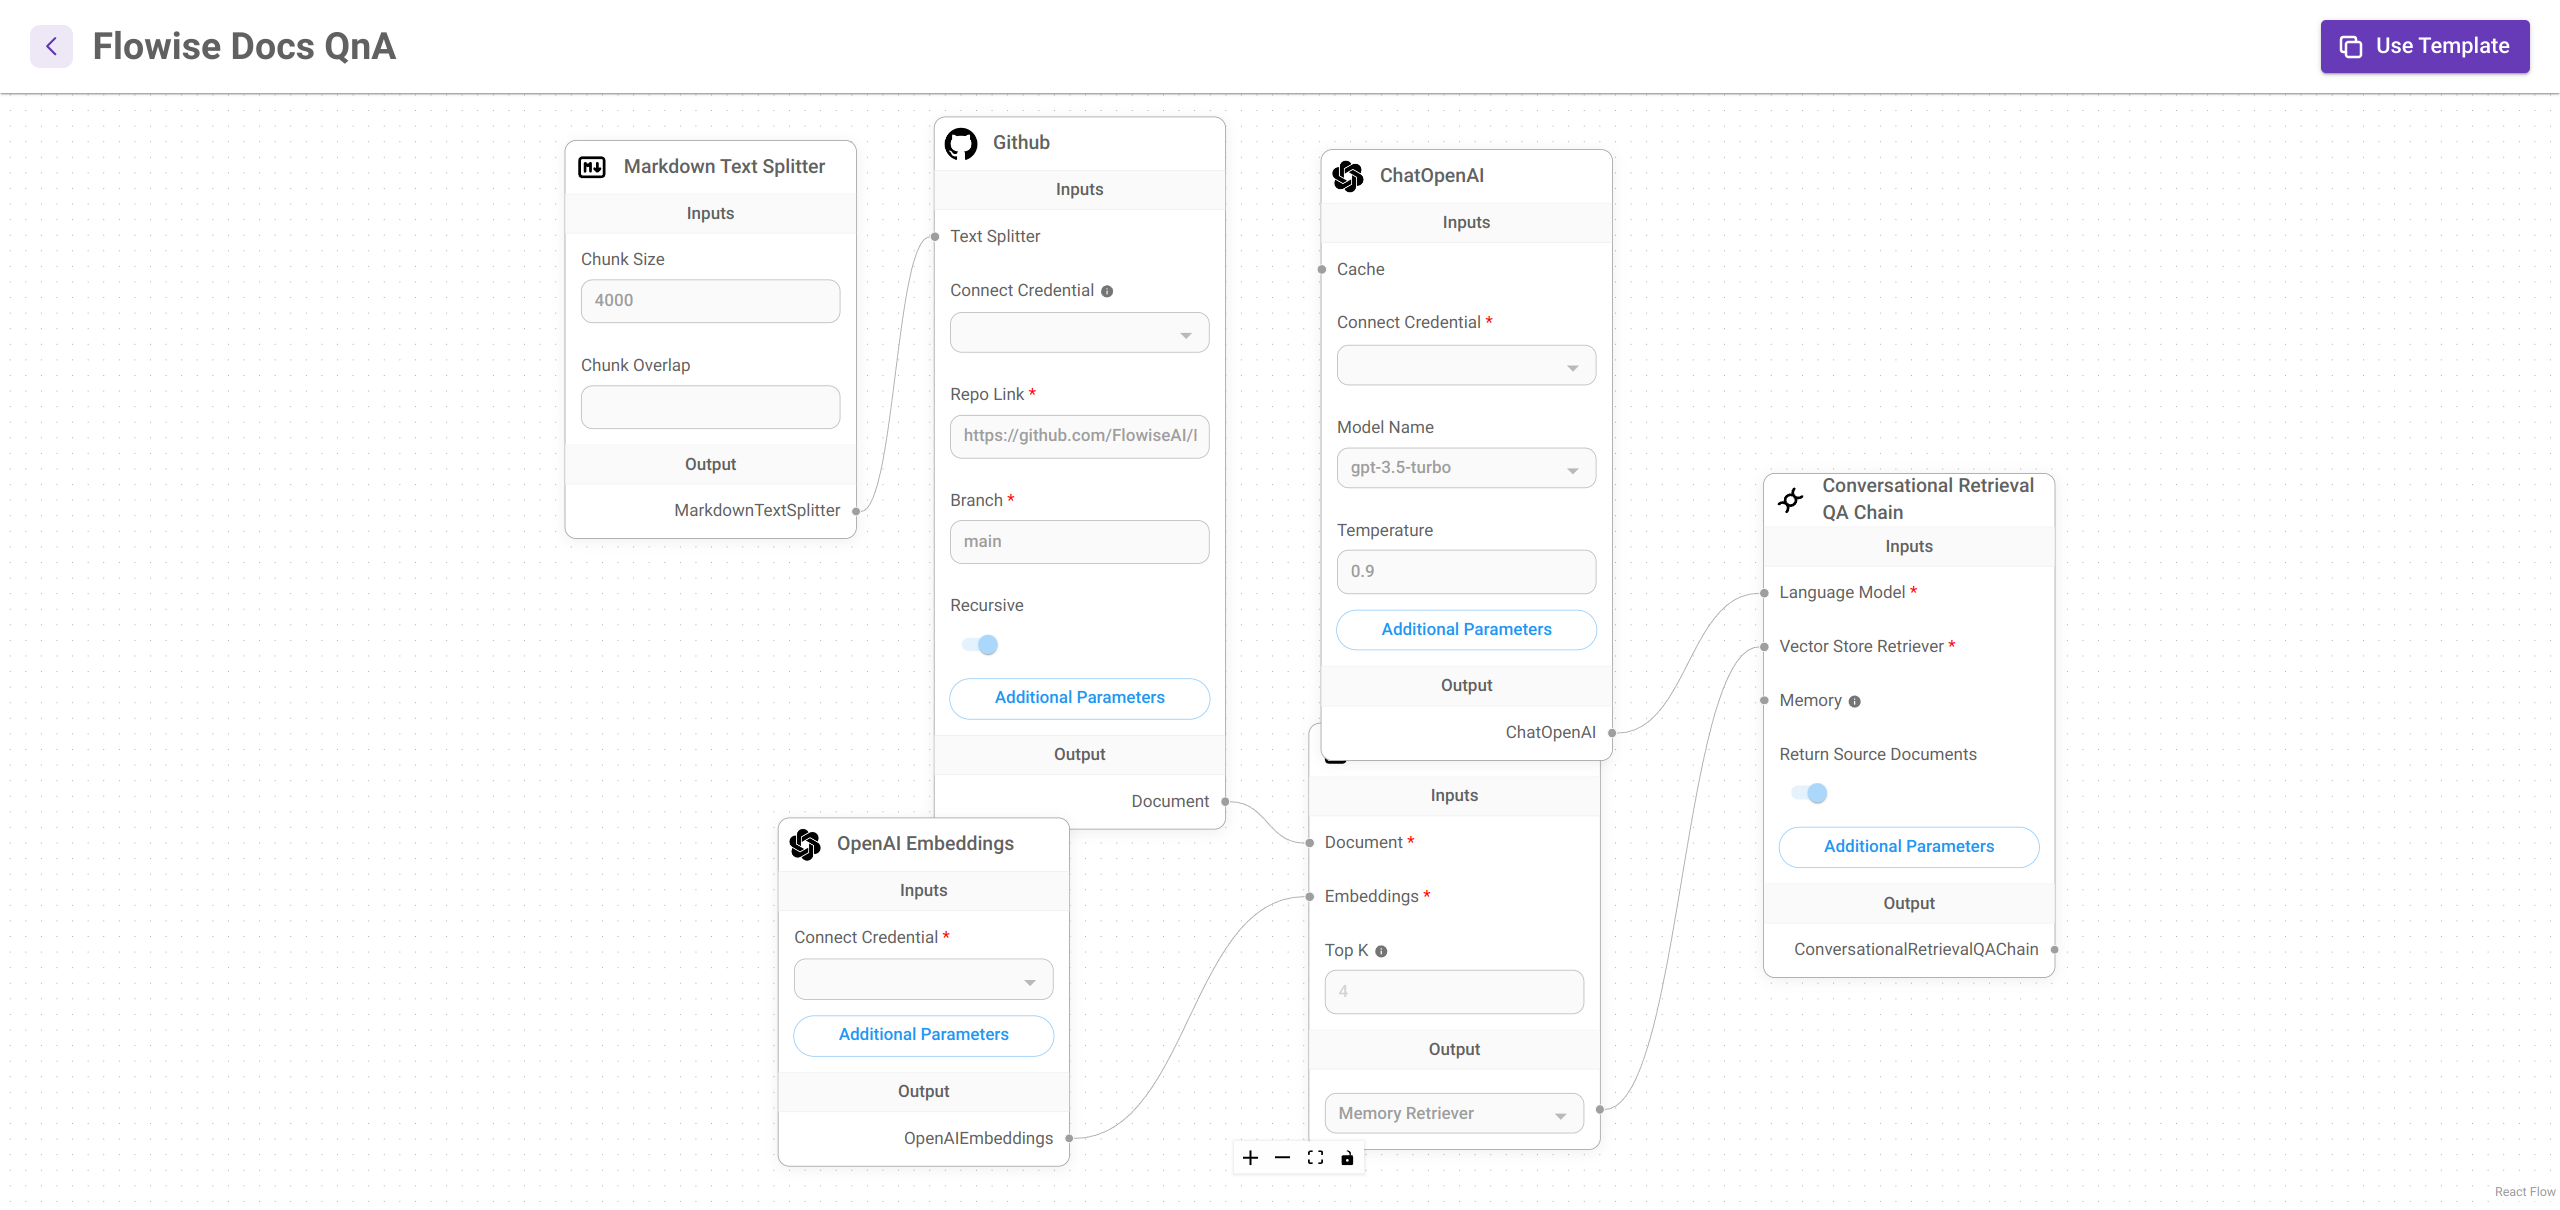 Flowise Docs QnA
Use Template
Markdown Text Splitter
Inputs
Chunk Size
4000
Chunk Overlap
Output
MarkdownTextSplitter
Github
Inputs
Text Splitter
Connect Credential
Repo Link *
https://github.com/FlowiseAI/
Branch *
main
Recursive
Additional Parameters
Output
Document
OpenAI Embeddings
Inputs
Connect Credential *
Additional Parameters
Output
OpenAIEmbeddings
ChatOpenAI
Inputs
Cache
Connect Credential *
Model Name
gpt-3.5-turbo
Temperature
0.9
Additional Parameters
Output
ChatOpenAI
Inputs
Document *
Embeddings *
Top K
4
Output
Memory Retriever
Conversational Retrieval
QA Chain
Inputs
Language Model *
Vector Store Retriever *
Memory
Return Source Documents
Additional Parameters
Output
ConversationalRetrievalQAChain
React Flow